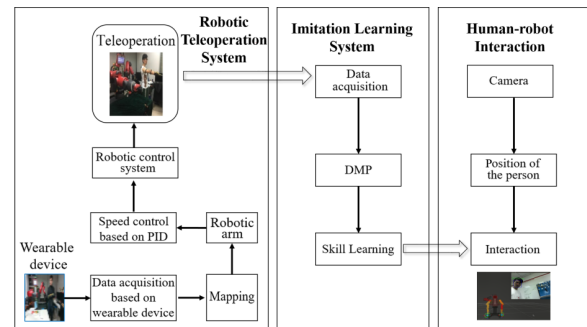 Teleoperation
Robotic
Teleoperation
System
Robotic control
system
Speed control
based on PID
Robotic
arm
Wearable
device
Data acquisition
based on
wearable device
Mapping
Imitation Learning
System
Data
acquisition
DMP
Skill Learning
Human-robot
Interaction
Camera
Position of
the person
Interaction